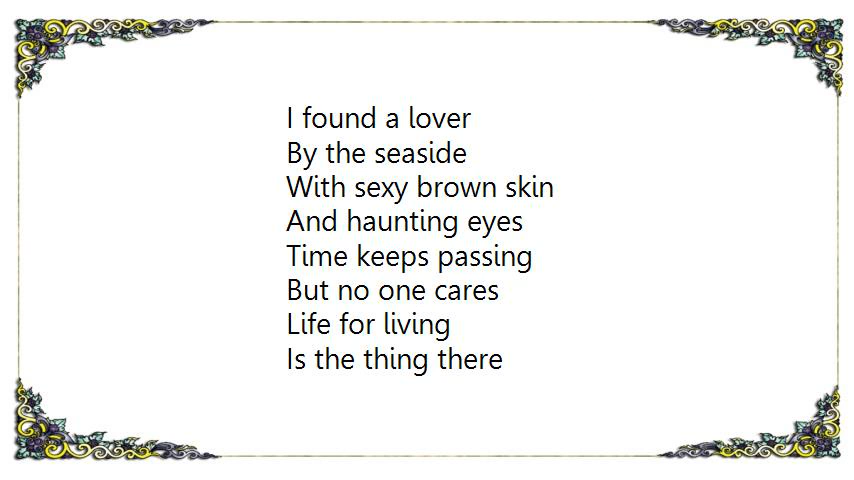 I found a lover
By the seaside
With sexy brown skin
And haunting eyes
Time keeps passing
But no one cares
Life for living
Is the thing there